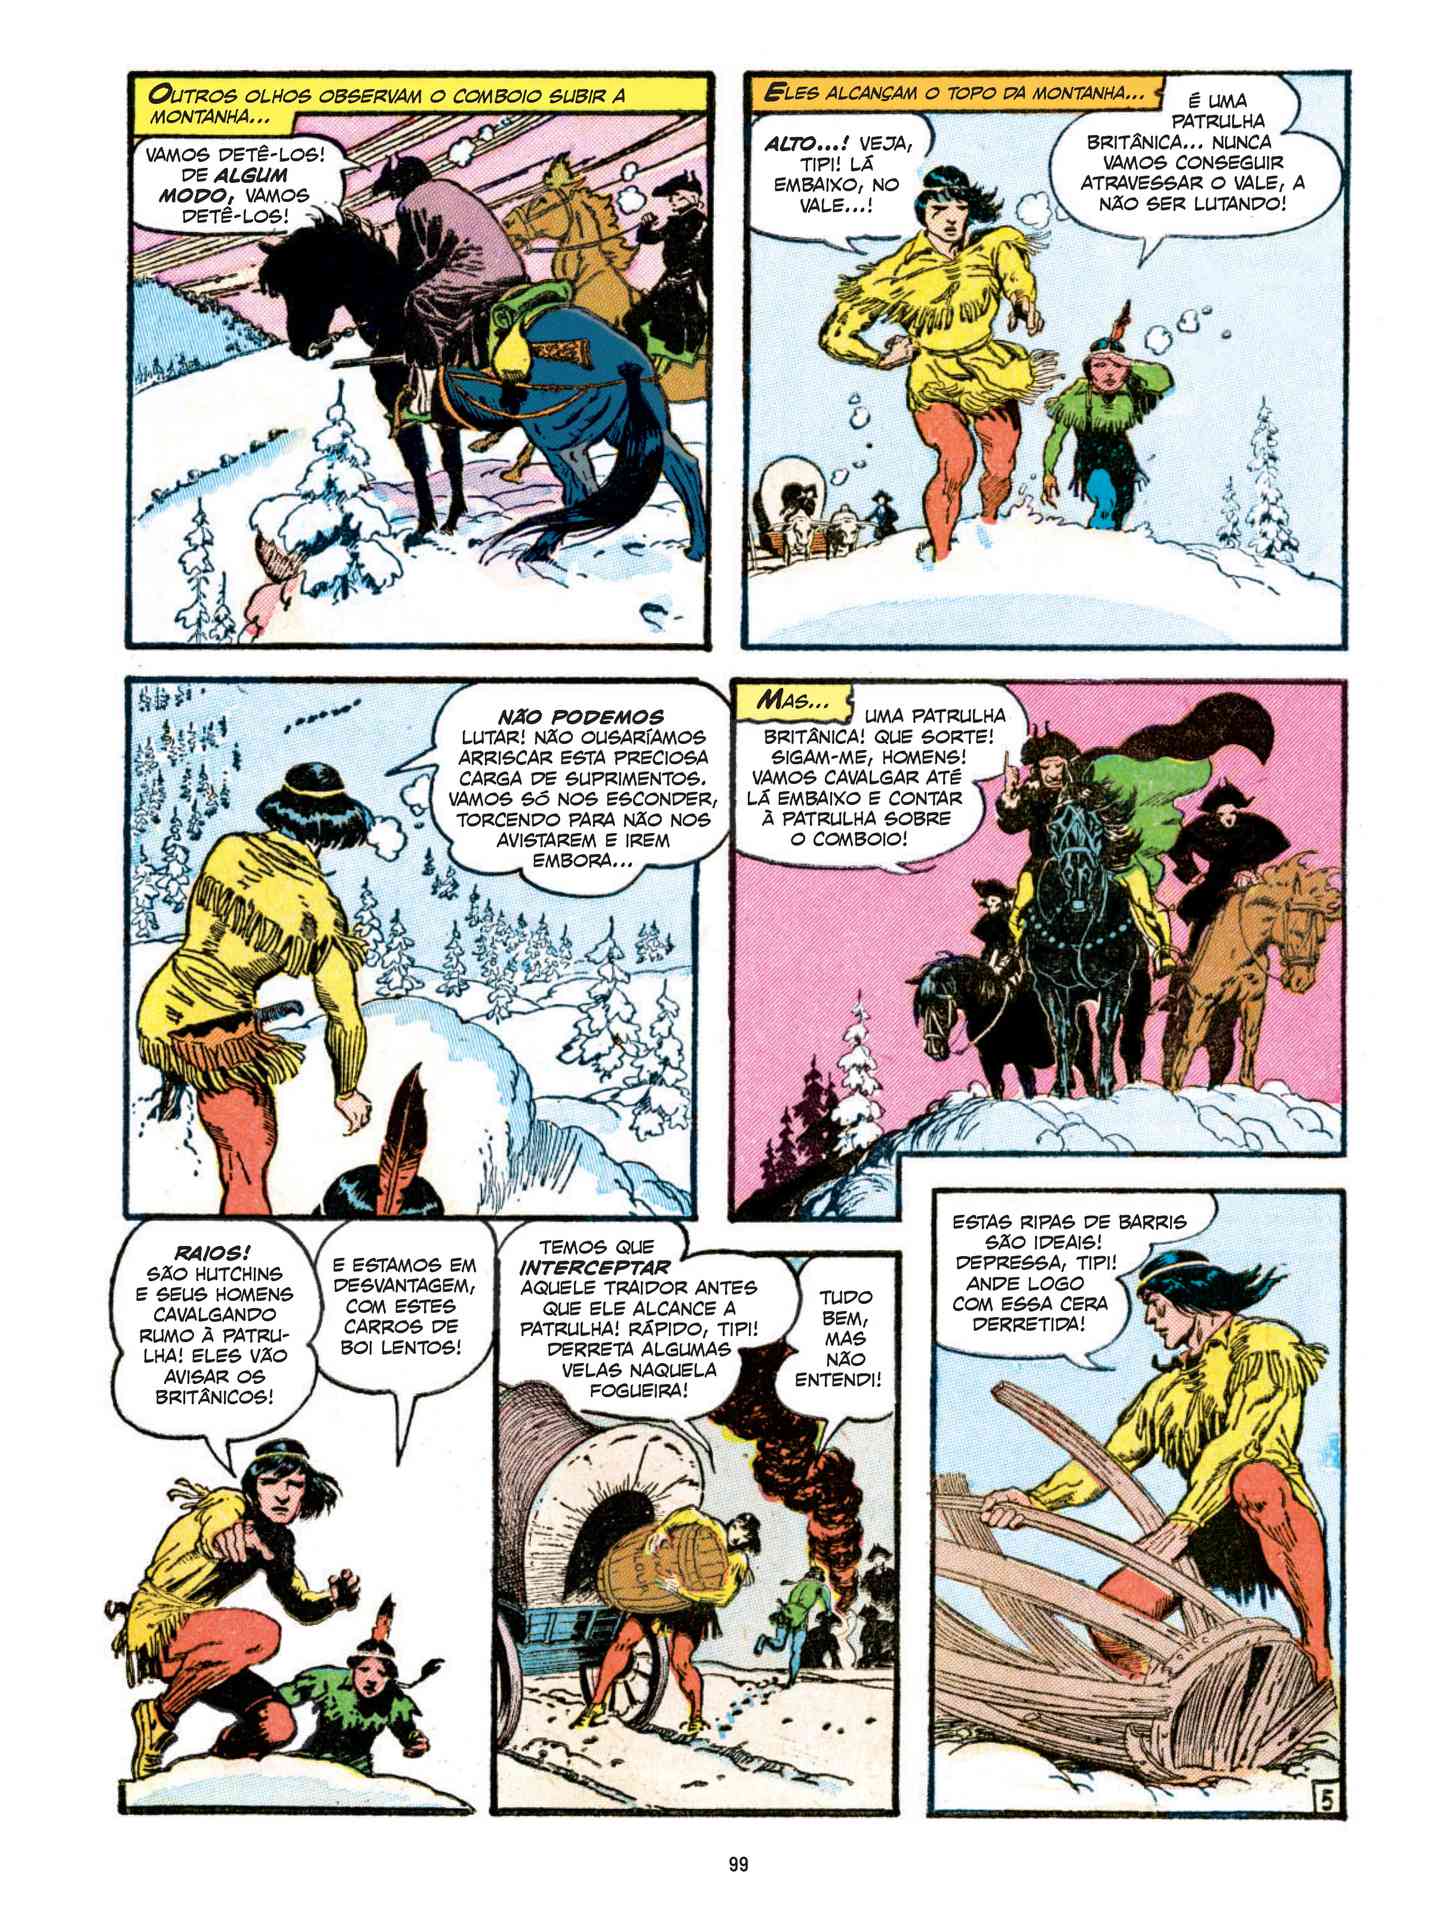 OUTROS OLHOS OBSERVAM O COMBOIO SUBIR A
MONTANHA...
VAMOS DETÊ-LOS!
DE ALGUM
MODO, VAMOS
DETÊ-LOS!
ELES ALCANÇAM O TOPO DA MONTANHA...
ALTO...! VEJA,
TIPI! LÁ
EMBAIXO, NO
VALE...!
É UMA
PATRULHA
BRITÂNICA... NUNCA
VAMOS CONSEGUIR
ATRAVESSAR O VALE, A
NÃO SER LUTANDO!
NÃO PODEMOS
LUTAR! NÃO OUSARÍAMOS
ARRISCAR ESTA PRECIOSA
CARGA DE SUPRIMENTOS.
VAMOS SÓ NOS ESCONDER,
TORCENDO PARA NÃO NOS
AVISTAREM E IREM
EMBORA...
MAS...
UMA PATRULHA
BRITÂNICA! QUE SORTE!
SIGAM-ME, HOMENS!
VAMOS CAVALGAR ATÉ
LÁ EMBAIXO E CONTAR
À PATRULHA SOBRE
O COMBOIO!
RAIOS!
SÃO HUTCHINS
E SEUS HOMENS
CAVALGANDO
RUMO À PATRU-
LHA! ELES VÃO
AVISAR OS
BRITÂNICOS!
E ESTAMOS EM
DESVANTAGEM,
COM ESTES
CARROS DE
BOI LENTOS!
TEMOS QUE
INTERCEPTAR
AQUELE TRAIDOR ANTES
QUE ELE ALCANCE A
PATRULHA! RÁPIDO, TIPI!
DERRETA ALGUMAS
VELAS NAQUELA
FOGUEIRA!
TUDO
BEM,
MAS
NÃO
ENTENDI!
ESTAS RIPAS DE BARRIS
SÃO IDEAIS!
DEPRESSA, TIPI!
ANDE LOGO
COM ESSA CERA
DERRETIDA!
5
99